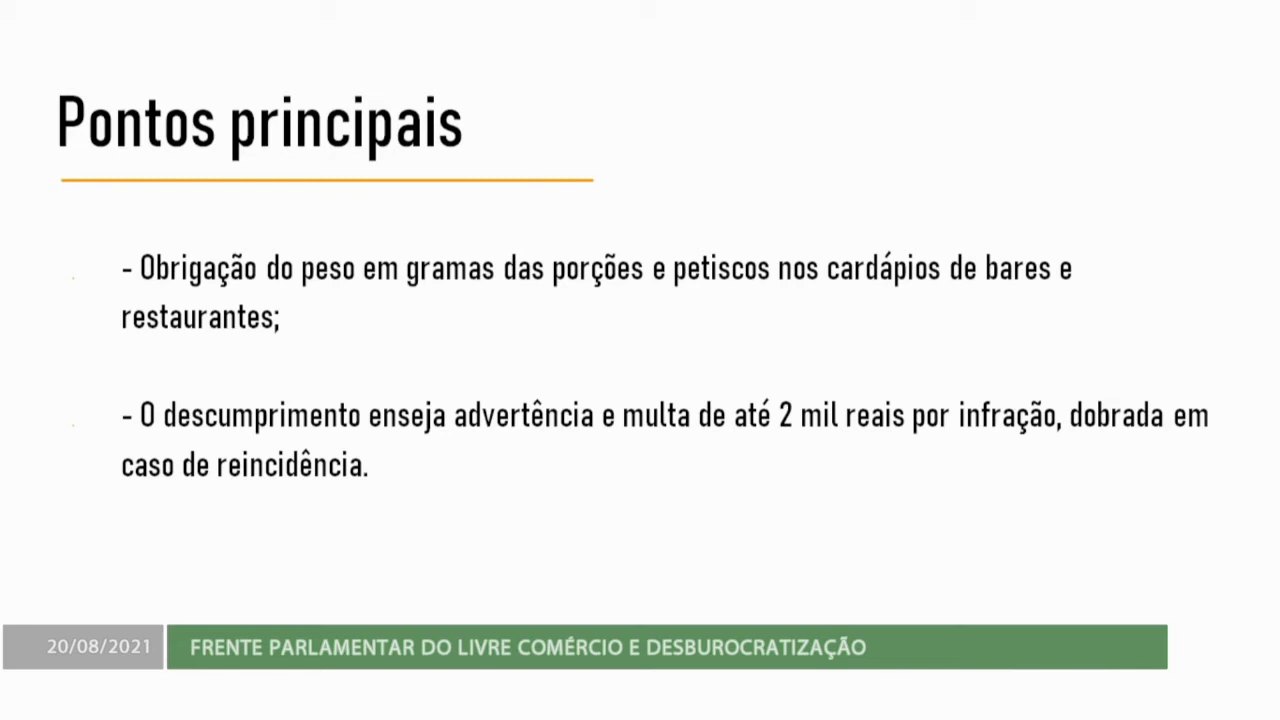 Pontos principais
- Obrigação do peso em gramas das porções e petiscos nos cardápios de bares e
restaurantes;
- O descumprimento enseja advertência e multa de até 2 mil reais por infração, dobrada em
caso de reincidência.
20/08/2021 FRENTE PARLAMENTAR DO LIVRE COMÉRCIO E DESBUROCRATIZAÇÃO